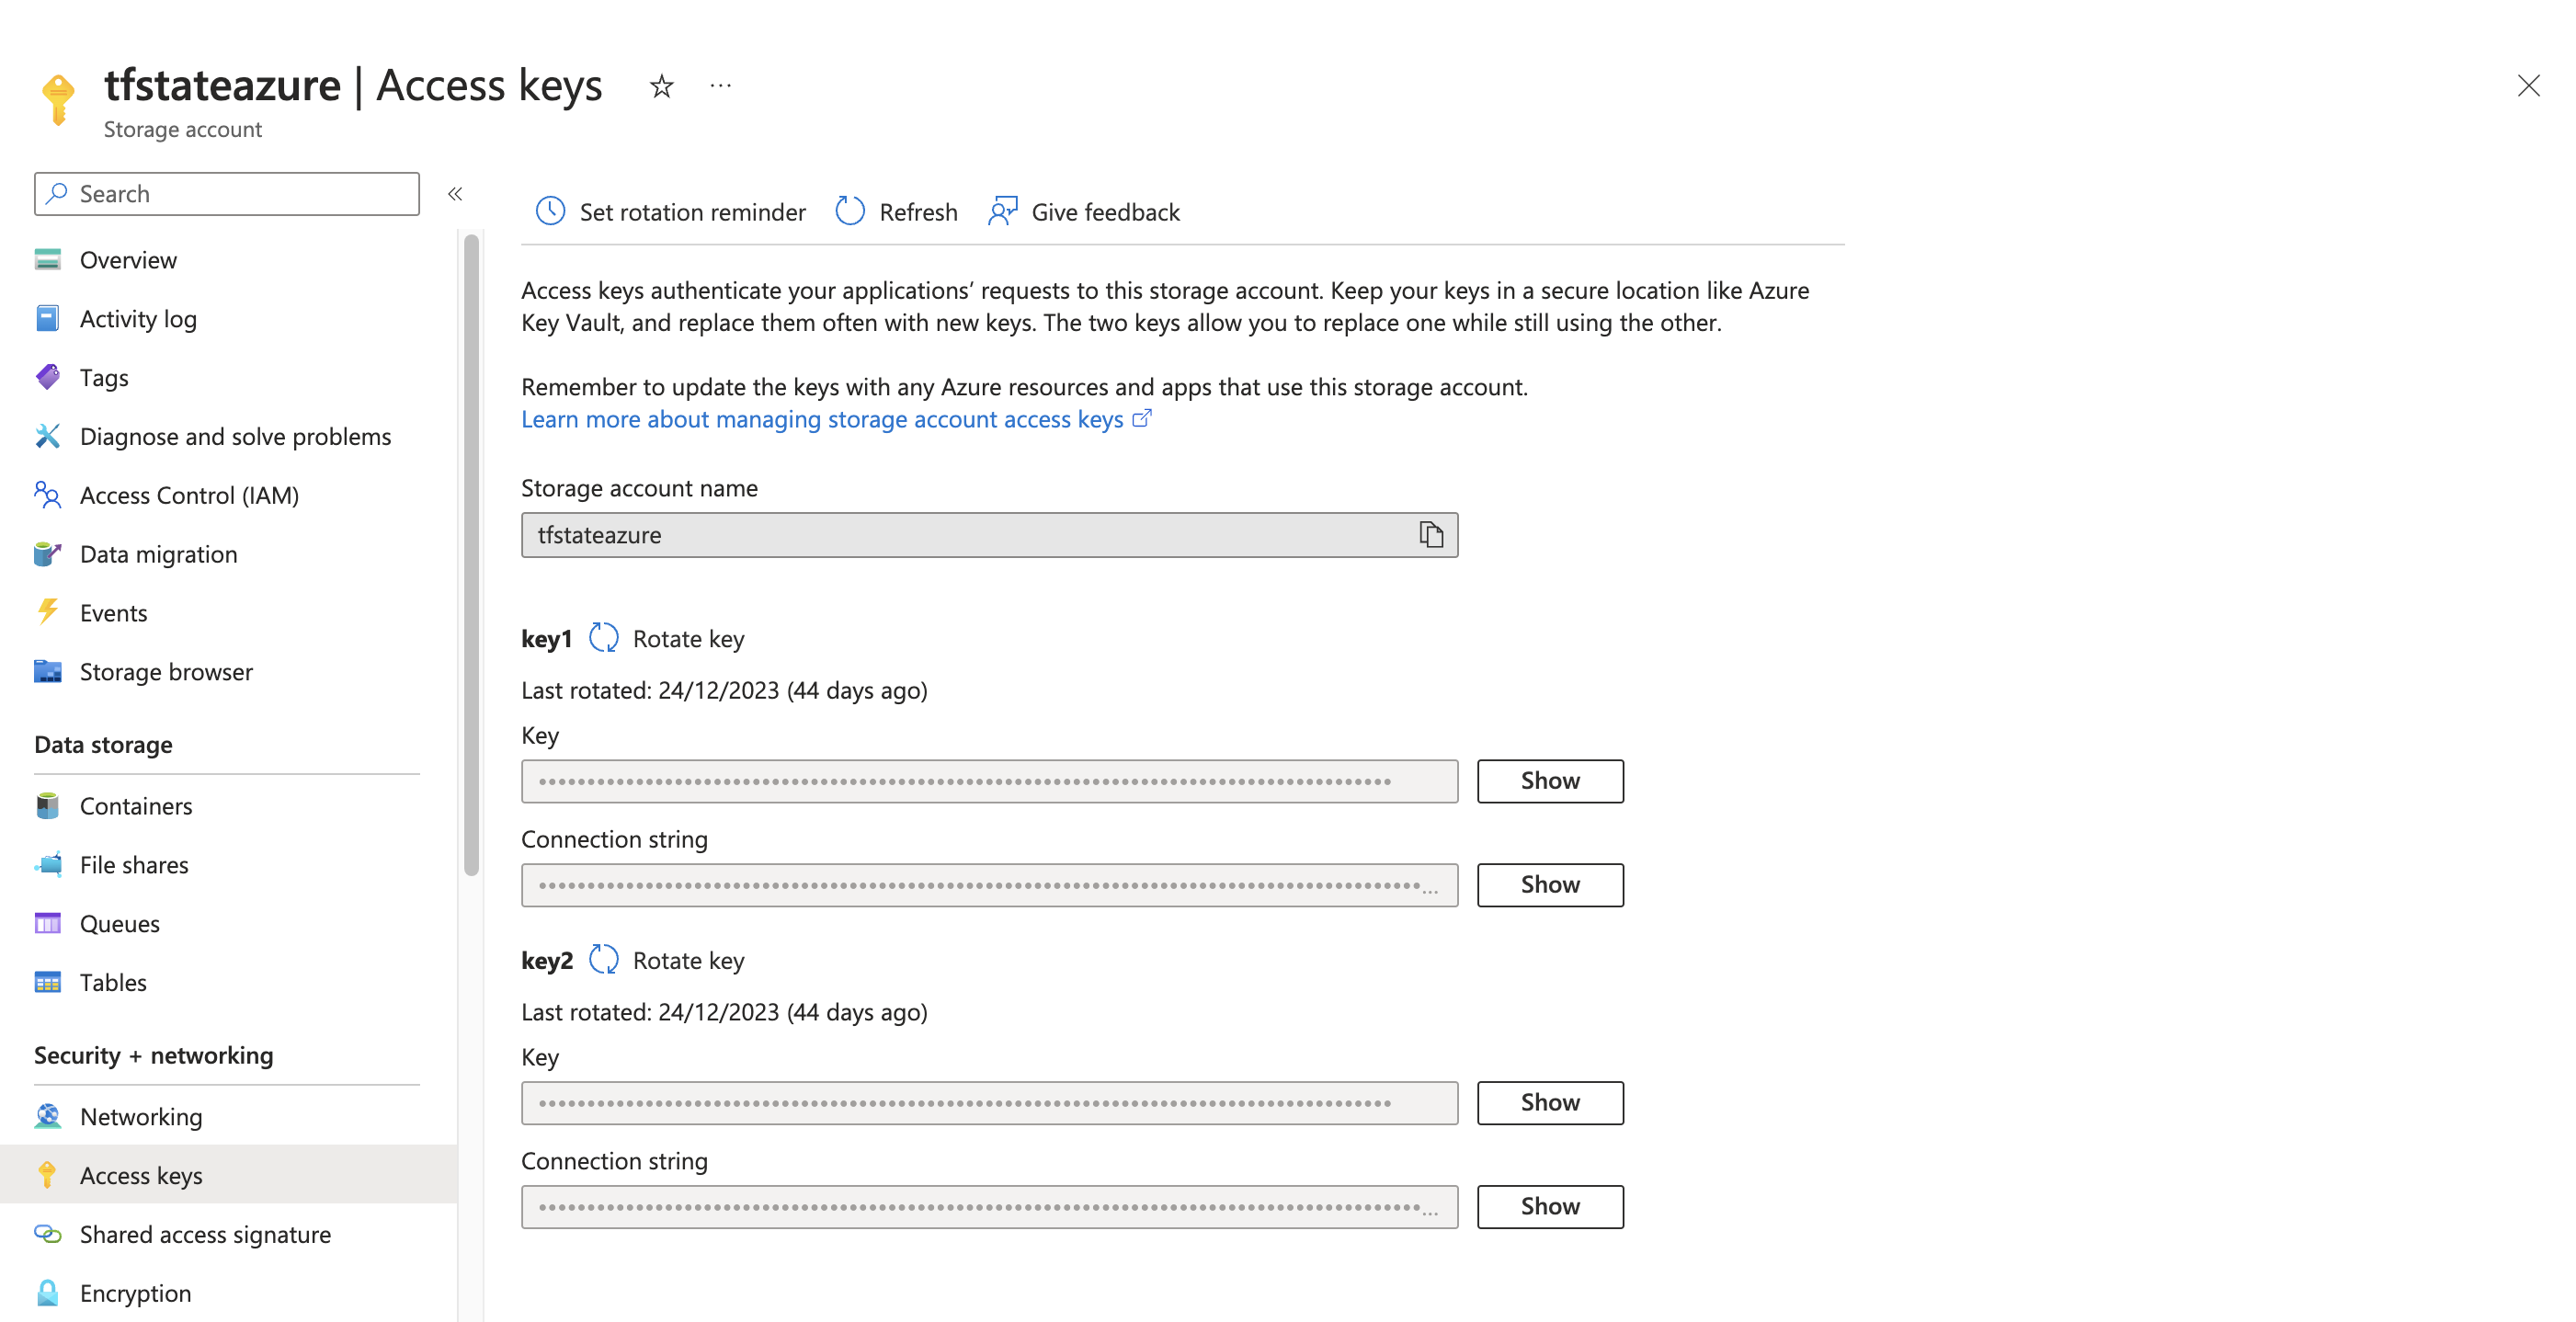 tfstateazure | Access keys
Storage account
Search
Overview
Activity log
Tags
Diagnose and solve problems
Access Control (IAM)
Data migration
Events
Storage browser
Data storage
Containers
File shares
Queues
Tables
Security + networking
Networking
Access keys
Shared access signature
Encryption
Set rotation reminder
Refresh
Give feedback
Access keys authenticate your applications’ requests to this storage account. Keep your keys in a secure location like Azure
Key Vault, and replace them often with new keys. The two keys allow you to replace one while still using the other.
Remember to update the keys with any Azure resources and apps that use this storage account.
Learn more about managing storage account access keys
Storage account name
tfstateazure
key1
Rotate key
Last rotated: 24/12/2023 (44 days ago)
Key
Show
Connection string
Show
key2
Rotate key
Last rotated: 24/12/2023 (44 days ago)
Key
Show
Connection string
Show